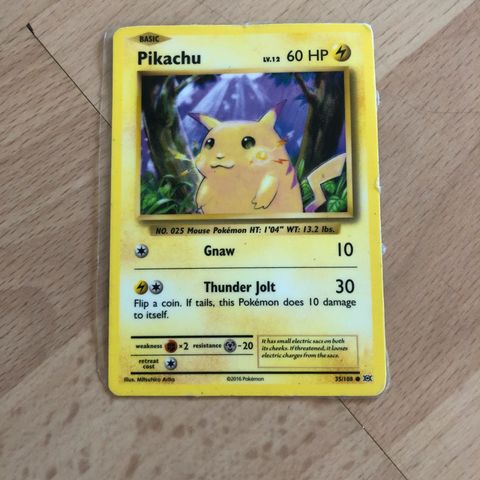 BASIC
Pikachu LV.12 60 HP
NO. 025 Mouse Pokémon HT: 1'04" WT: 13.2 lbs.
Gnaw 10
Thunder Jolt 30
Flip a coin. If tails, this Pokémon does 10 damage
to itself.
weakness ×2 resistance -20
retreat
cost
It has small electric sacs on both
its cheeks. If threatened, it looses
electric charges from the sacs.
Illus. Mitsuhiro Arita ©2016 Pokémon 35/108